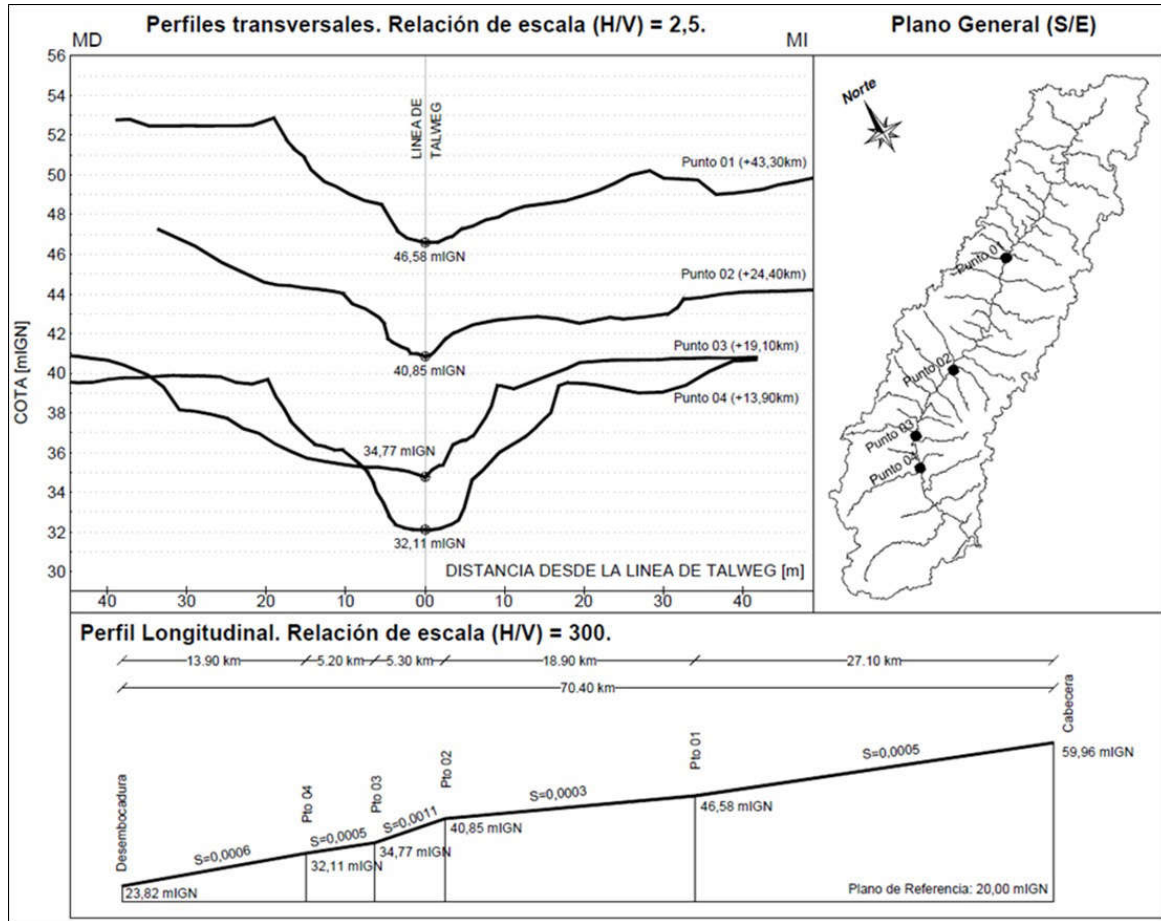 Perfiles transversales. Relación de escala (H/V) = 2,5.
MD
MI
56
54
52
50
48
46
44
42
40
38
36
34
32
30
COTA [mIGN]
LINEA DE
TALWEG
Punto 01 (+43,30km)
46,58 mIGN
Punto 02 (+24,40km)
40,85 mIGN
Punto 03 (+19,10km)
Punto 04 (+13,90km)
34,77 mIGN
32,11 mIGN
DISTANCIA DESDE LA LINEA DE TALWEG [m]
40 30 20 10 00 10 20 30 40
Plano General (S/E)
Norte
Punto 01
Punto 02
Punto 03
Punto 04
Perfil Longitudinal. Relación de escala (H/V) = 300.
13.90 km 5.20 km 5.30 km 18.90 km 27.10 km
70.40 km
Desembocadura
Pto 04
Pto 03
Pto 02
Pto 01
Cabecera
S=0,0006
S=0,0005
S=0,0011
S=0,0003
S=0,0005
23,82 mIGN
32,11 mIGN
34,77 mIGN
40,85 mIGN
46,58 mIGN
59,96 mIGN
Plano de Referencia: 20,00 mIGN